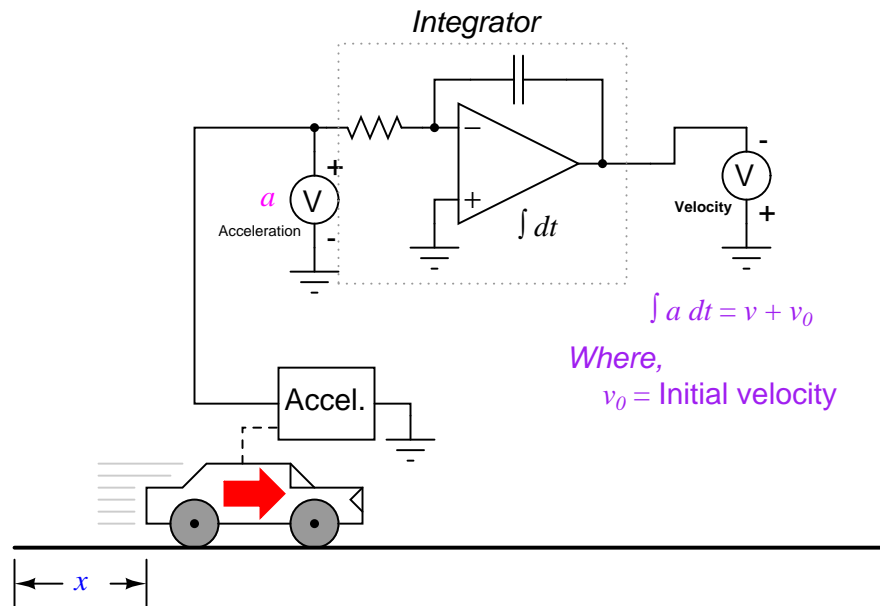 Integrator
+
V
-
a
Acceleration
−
+
∫ dt
-
V
+
Velocity
∫ a dt = v + v₀
Where,
v₀ = Initial velocity
Accel.
x